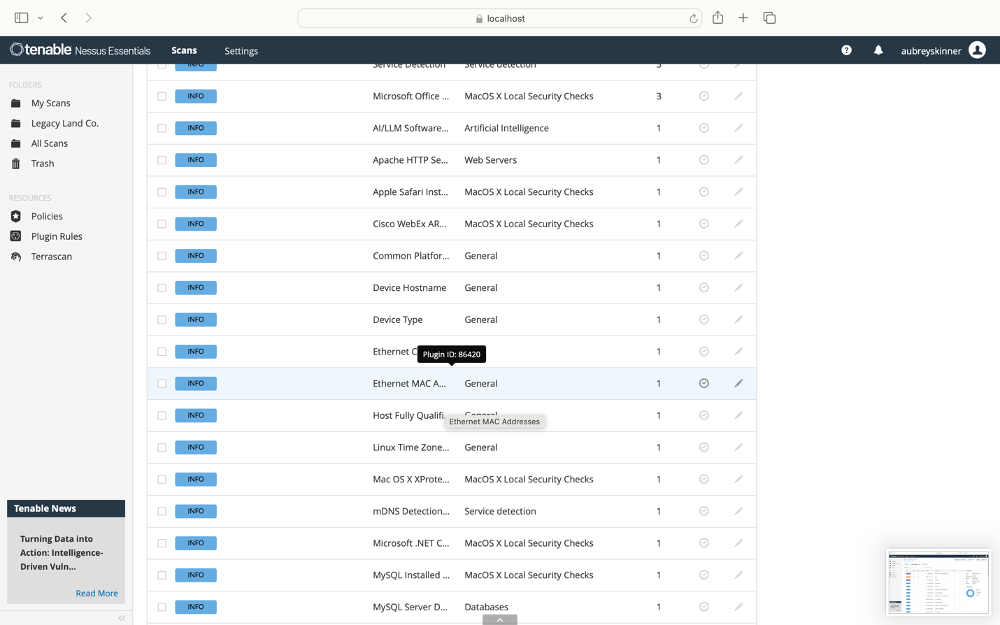 localhost
tenable Nessus Essentials Scans Settings aubreyskinner
FOLDERS
My Scans
Legacy Land Co.
All Scans
Trash
RESOURCES
Policies
Plugin Rules
Terrascan
Tenable News
Turning Data into
Action: Intelligence-
Driven Vuln...
Read More
INFO Service Detection Service detection 5
INFO Microsoft Office ... MacOS X Local Security Checks 3
INFO AI/LLM Software... Artificial Intelligence 1
INFO Apache HTTP Se... Web Servers 1
INFO Apple Safari Inst... MacOS X Local Security Checks 1
INFO Cisco WebEx AR... MacOS X Local Security Checks 1
INFO Common Platfor... General 1
INFO Device Hostname General 1
INFO Device Type General 1
INFO Ethernet C 1
Plugin ID: 86420
INFO Ethernet MAC A... General 1
INFO Host Fully Qualifi... General 1
Ethernet MAC Addresses
INFO Linux Time Zone... General 1
INFO Mac OS X XProte... MacOS X Local Security Checks 1
INFO mDNS Detection... Service detection 1
INFO Microsoft .NET C... MacOS X Local Security Checks 1
INFO MySQL Installed ... MacOS X Local Security Checks 1
INFO MySQL Server D... Databases 1